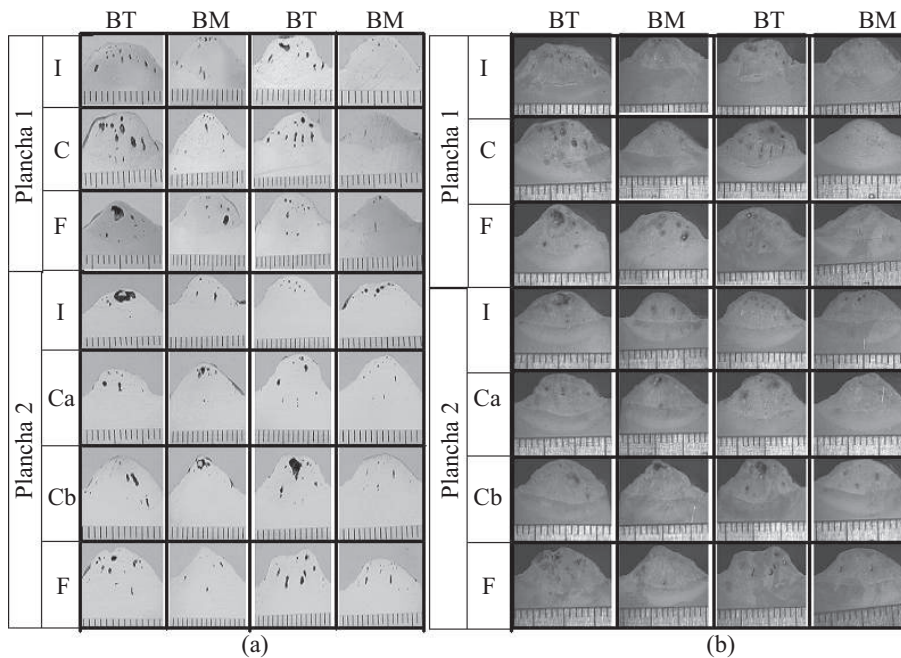 BT BM BT BM
BT BM BT BM
Plancha 1
I
C
F
Plancha 2
I
Ca
Cb
F
(a)
Plancha 1
I
C
F
Plancha 2
I
Ca
Cb
F
(b)